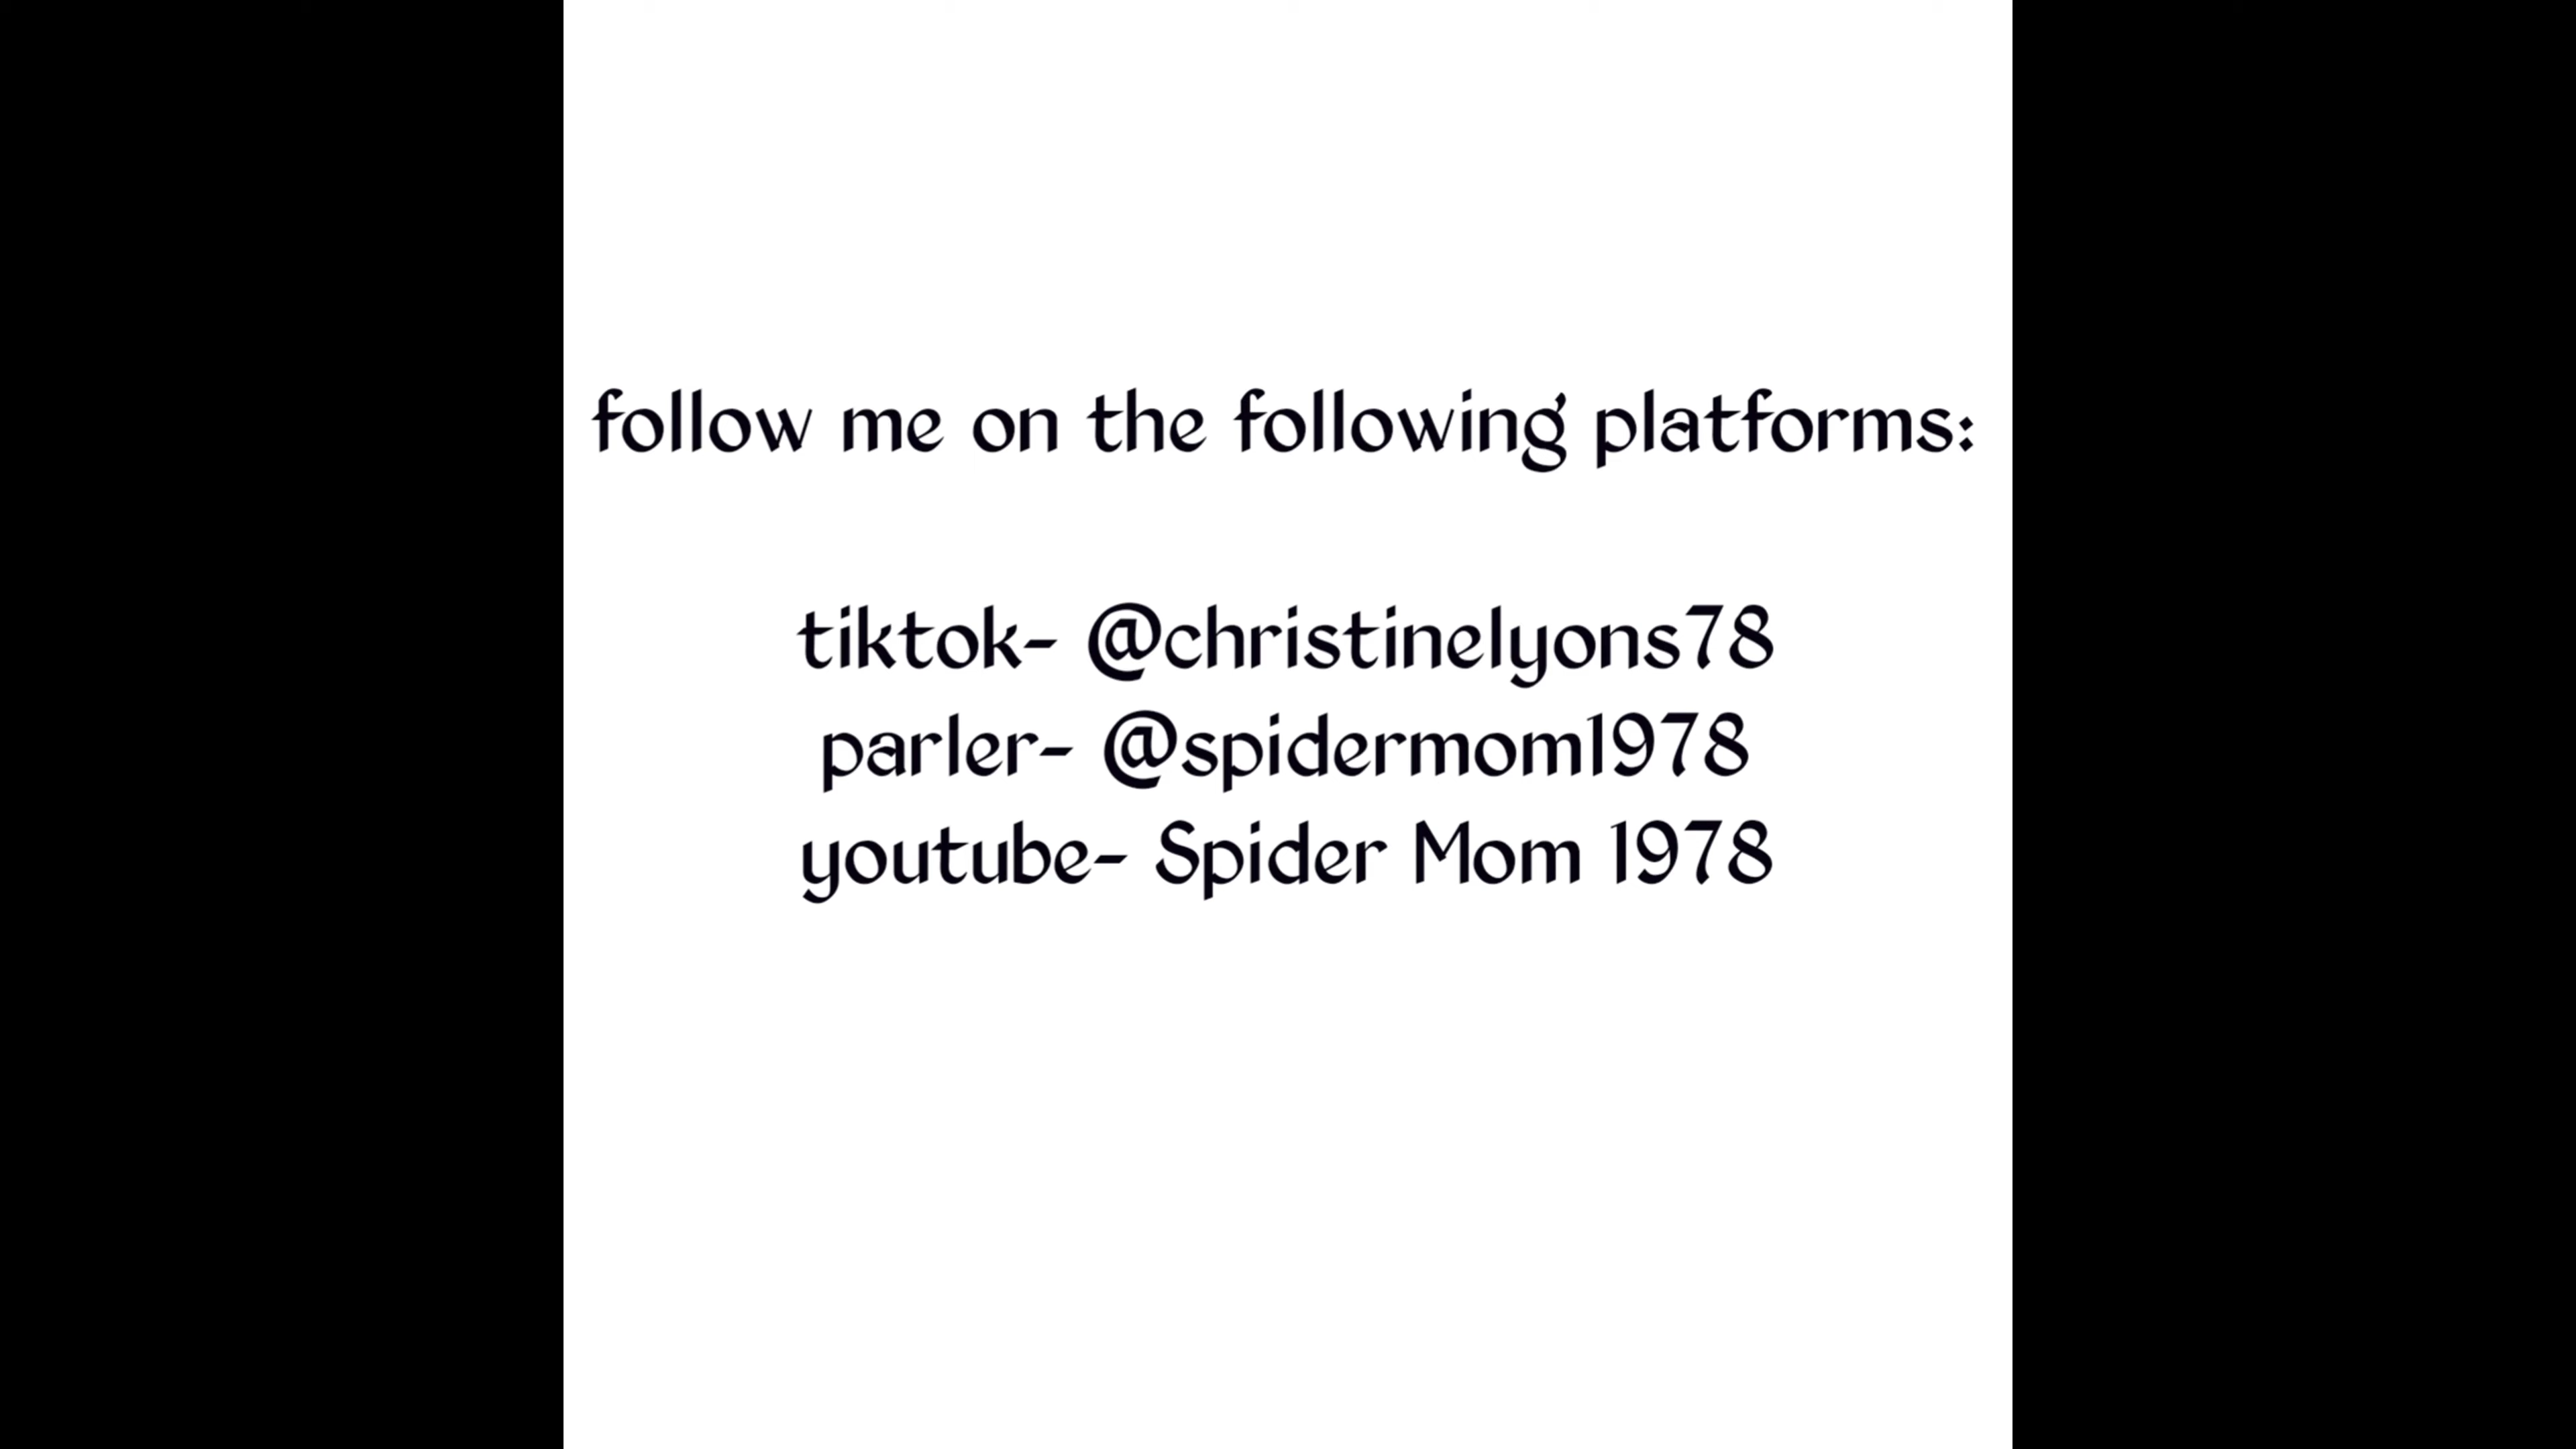 follow me on the following platforms:
tiktok- @christinelyons78
parler- @spidermom1978
youtube- Spider Mom 1978